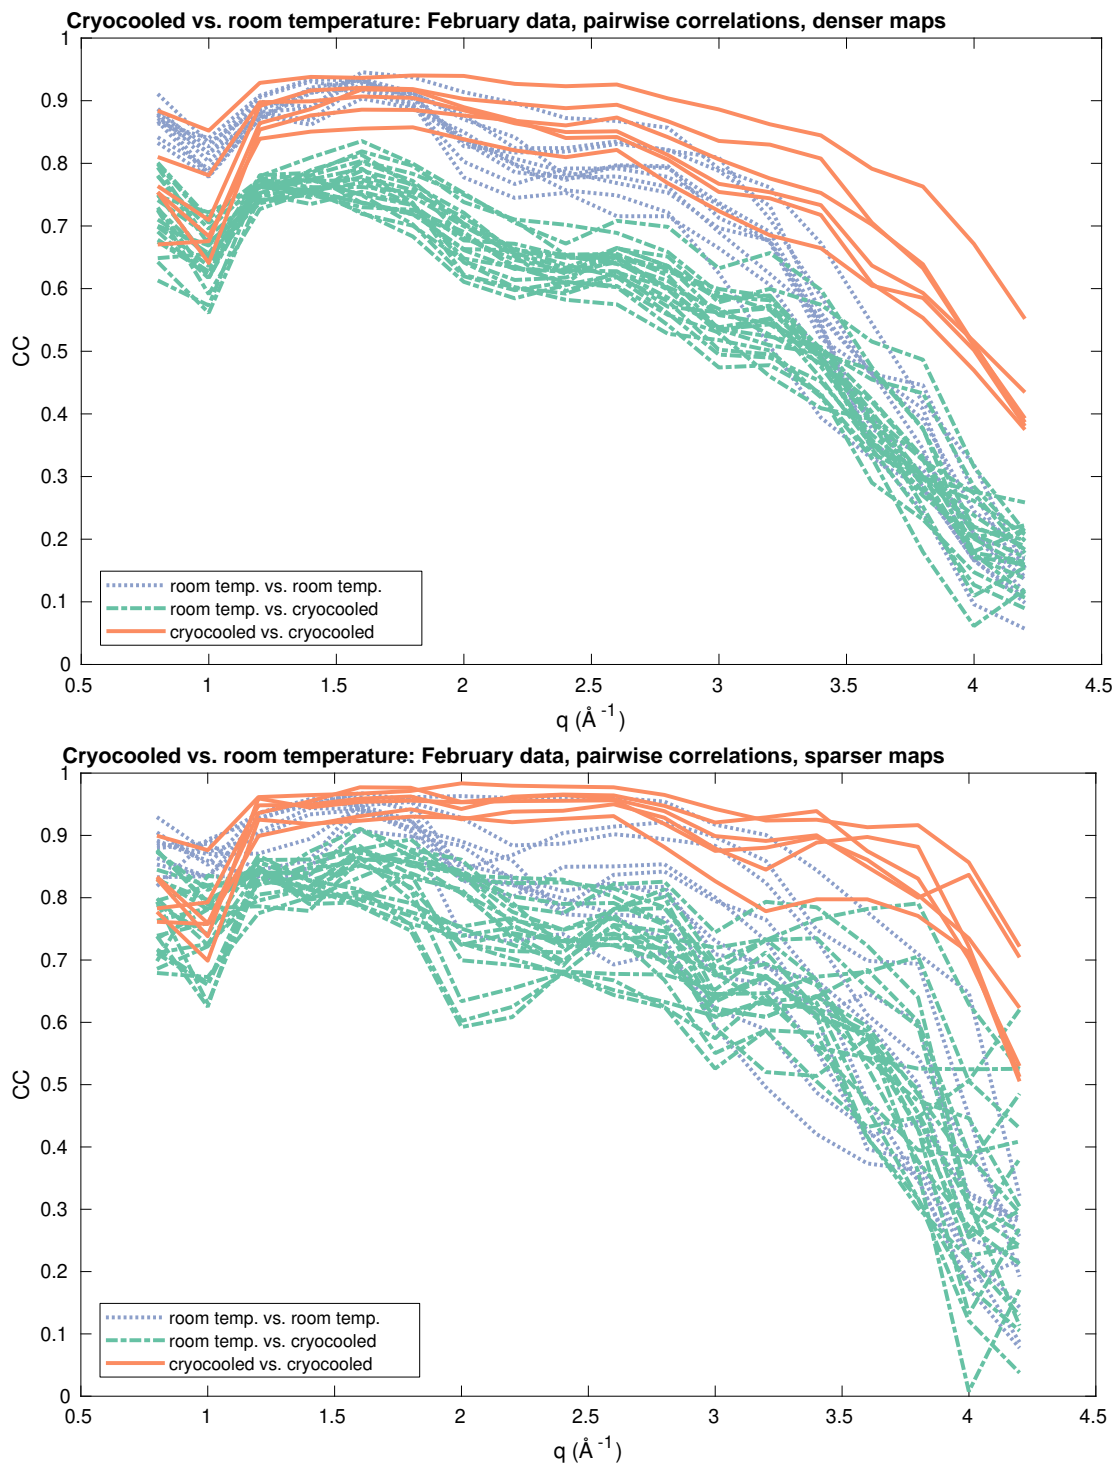 Cryocooled vs. room temperature: February data, pairwise correlations, denser maps
1
0.9
0.8
0.7
0.6
0.5
0.4
0.3
0.2
0.1
0
CC
room temp. vs. room temp.
room temp. vs. cryocooled
cryocooled vs. cryocooled
0.5 1 1.5 2 2.5 3 3.5 4 4.5
q (Å⁻¹)
Cryocooled vs. room temperature: February data, pairwise correlations, sparser maps
1
0.9
0.8
0.7
0.6
0.5
0.4
0.3
0.2
0.1
0
CC
room temp. vs. room temp.
room temp. vs. cryocooled
cryocooled vs. cryocooled
0.5 1 1.5 2 2.5 3 3.5 4 4.5
q (Å⁻¹)